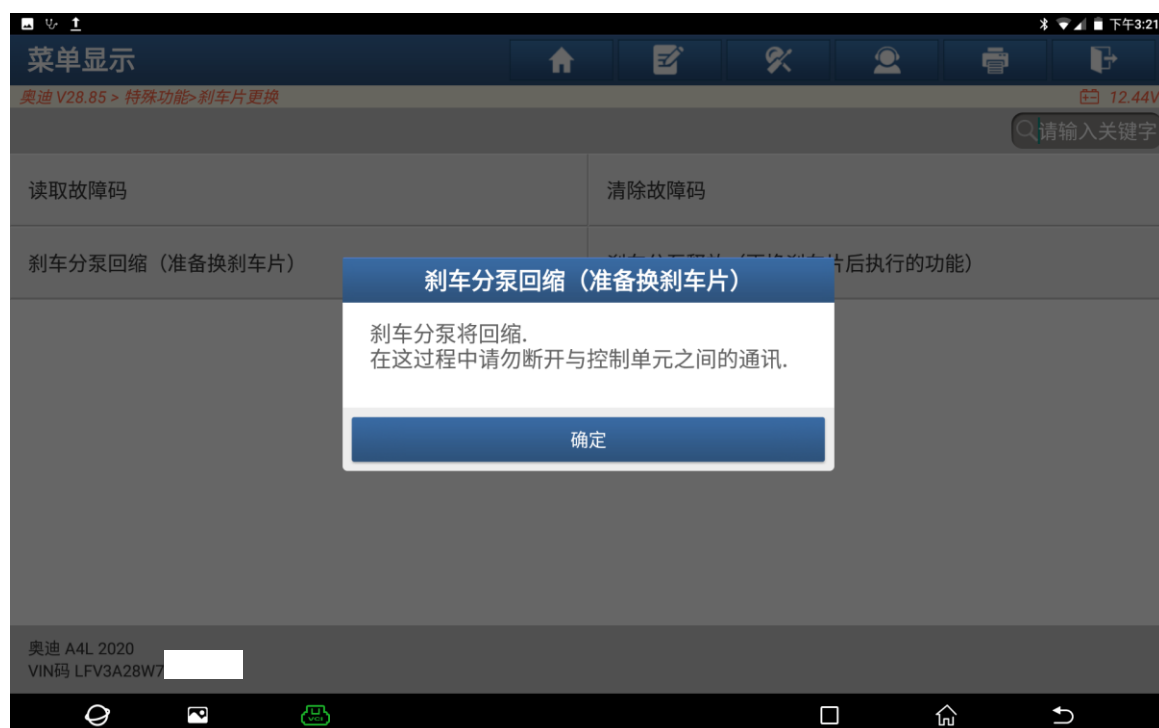 下午3:21
菜单显示
奥迪 V28.85 > 特殊功能>刹车片更换
12.44V
请输入关键字
读取故障码
清除故障码
刹车分泵回缩（准备换刹车片）
片后执行的功能）
刹车分泵回缩（准备换刹车片）
刹车分泵将回缩.
在这过程中请勿断开与控制单元之间的通讯.
确定
奥迪 A4L 2020
VIN码 LFV3A28W7
VCI